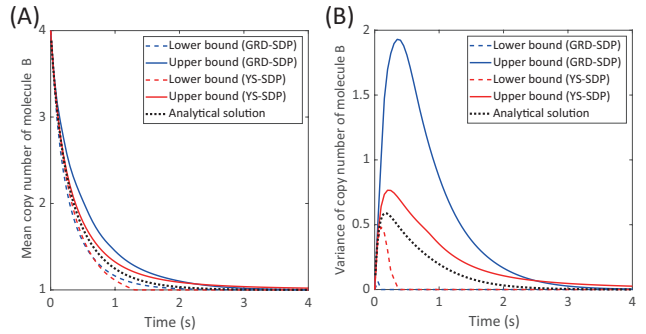 (A)
Mean copy number of molecule B
4
3
2
1
0
1
2
3
4
Time (s)
Lower bound (GRD-SDP)
Upper bound (GRD-SDP)
Lower bound (YS-SDP)
Upper bound (YS-SDP)
Analytical solution
(B)
Variance of copy number of molecule B
2
1.5
1
0.5
0
0
1
2
3
4
Time (s)
Lower bound (GRD-SDP)
Upper bound (GRD-SDP)
Lower bound (YS-SDP)
Upper bound (YS-SDP)
Analytical solution